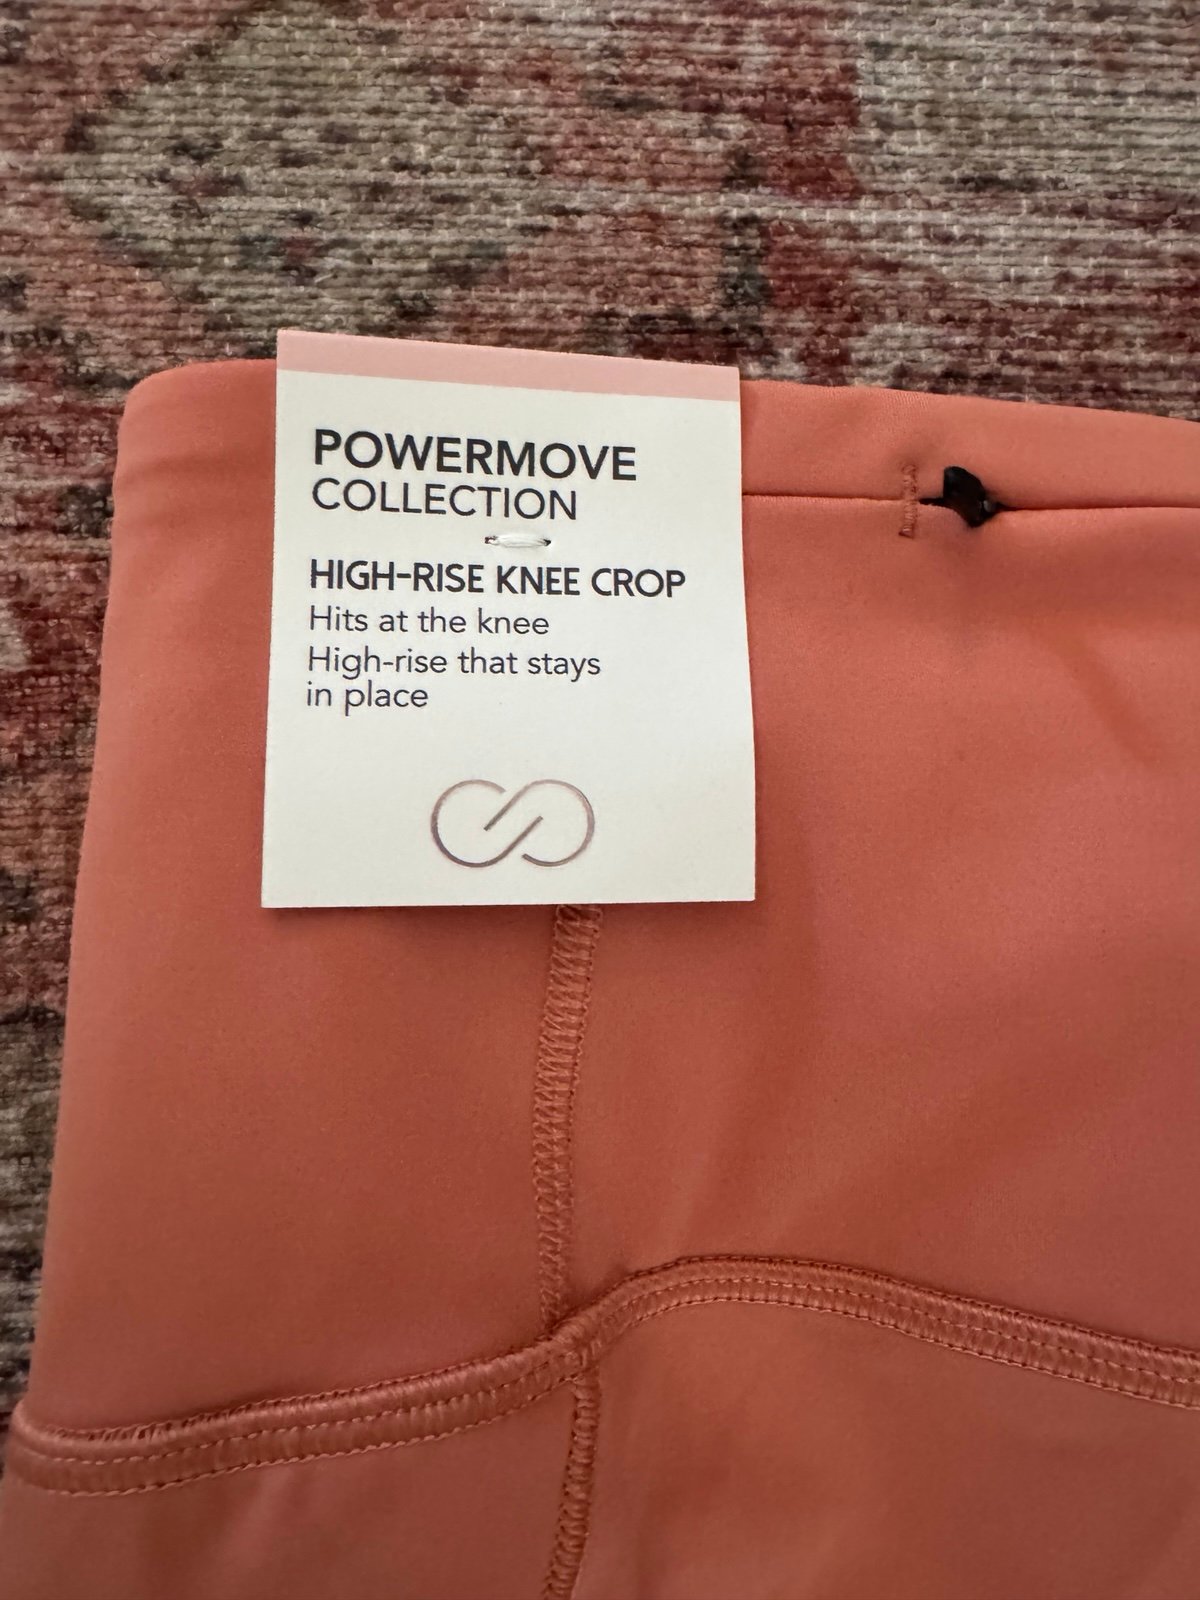 POWERMOVE
COLLECTION
HIGH-RISE KNEE CROP
Hits at the knee
High-rise that stays
in place